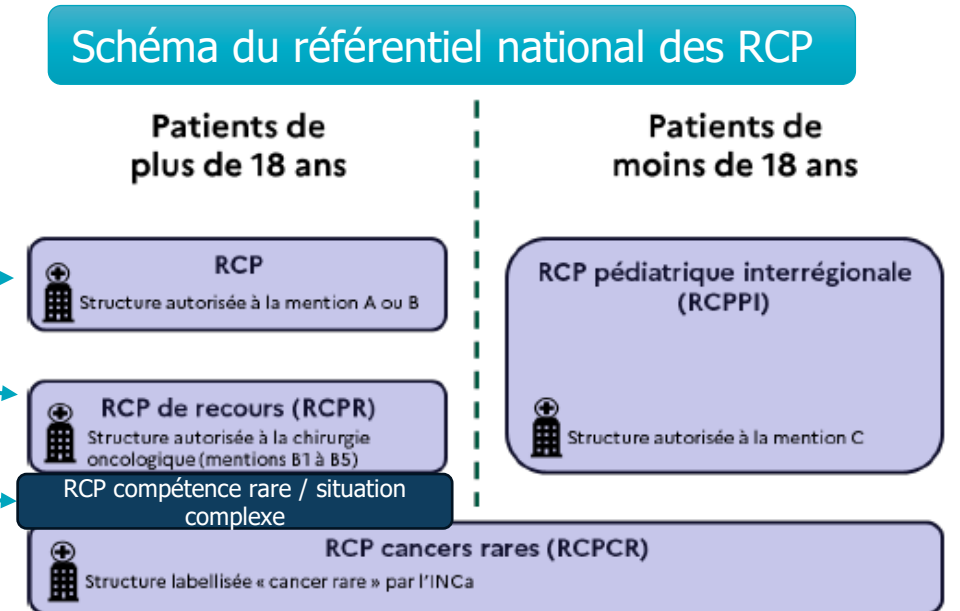 Schéma du référentiel national des RCP
Patients de
plus de 18 ans
Patients de
moins de 18 ans
RCP
Structure autorisée à la mention A ou B
RCP pédiatrique interrégionale
(RCPPI)
Structure autorisée à la mention C
RCP de recours (RCPR)
Structure autorisée à la chirurgie
oncologique (mentions B1 à B5)
RCP compétence rare / situation
complexe
RCP cancers rares (RCPCR)
Structure labellisée « cancer rare » par l'INCa